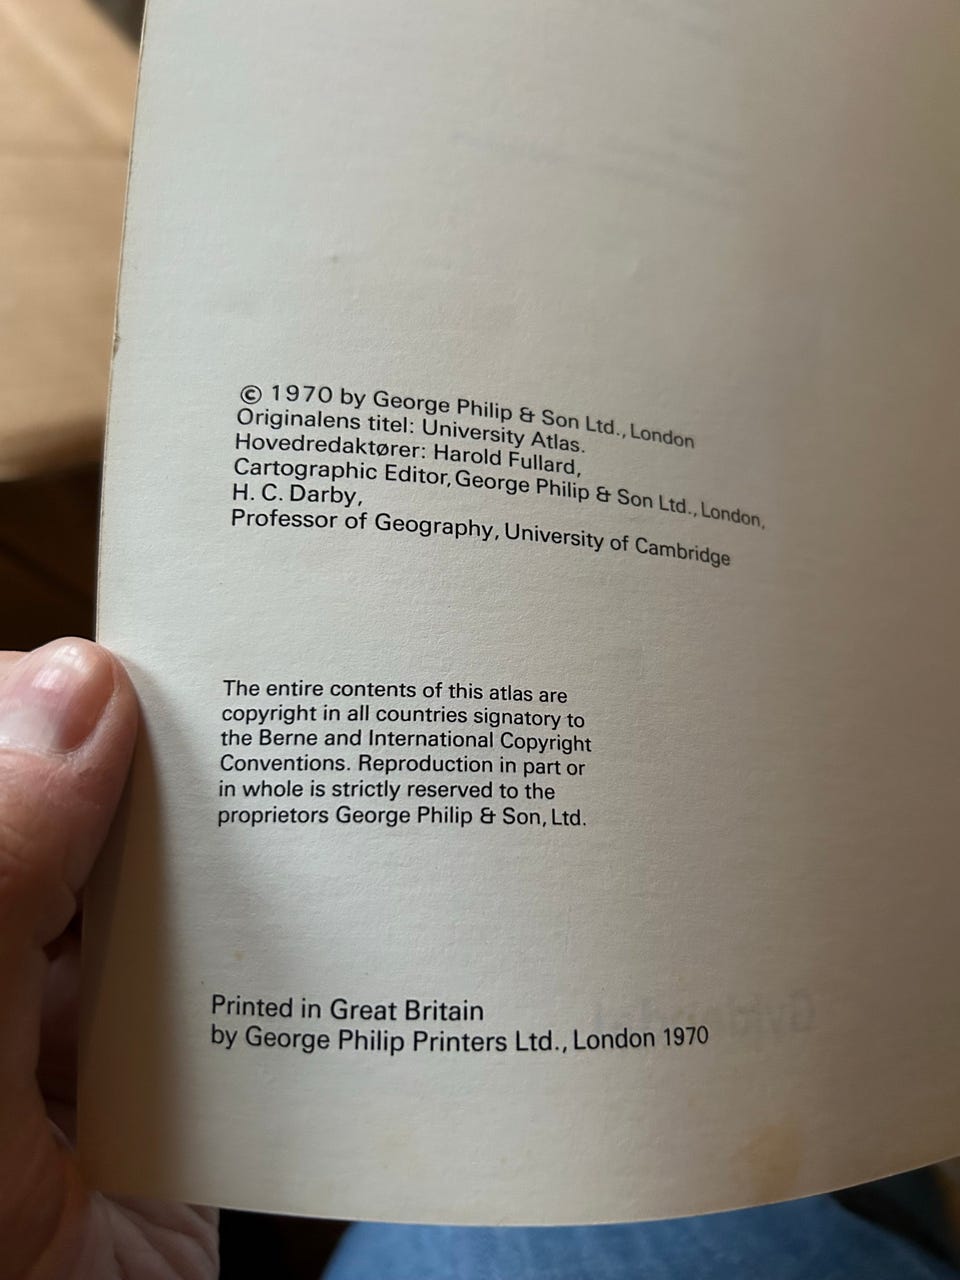 © 1970 by George Philip & Son Ltd., London
Originalens titel: University Atlas.
Hovedredaktører: Harold Fullard,
Cartographic Editor, George Philip & Son Ltd., London,
H. C. Darby,
Professor of Geography, University of Cambridge
The entire contents of this atlas are
copyright in all countries signatory to
the Berne and International Copyright
Conventions. Reproduction in part or
in whole is strictly reserved to the
proprietors George Philip & Son, Ltd.
Printed in Great Britain
by George Philip Printers Ltd., London 1970